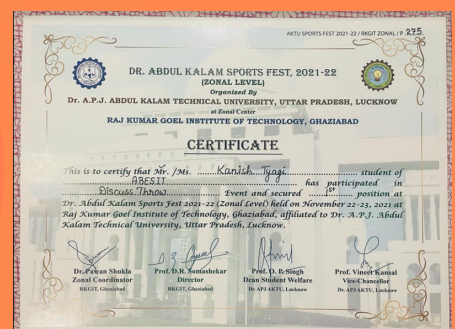 AKTU SPORTS FEST 2021-22 / RKGIT ZONAL / P 275
DR. ABDUL KALAM SPORTS FEST, 2021-22
(ZONAL LEVEL)
Organized By
Dr. A.P.J. ABDUL KALAM TECHNICAL UNIVERSITY, UTTAR PRADESH, LUCKNOW
at Zonal Center
RAJ KUMAR GOEL INSTITUTE OF TECHNOLOGY, GHAZIABAD
CERTIFICATE
This is to certify that Mr. /Ms. Kanish Tyagi student of
ABESIT has participated in
Discuss Throw Event and secured 1st position at
Dr. Abdul Kalam Sports Fest 2021-22 (Zonal Level) held on November 22-23, 2021 at
Raj Kumar Goel Institute of Technology, Ghaziabad, affiliated to Dr. A.P.J. Abdul
Kalam Technical University, Uttar Pradesh, Lucknow.
Dr. Pawan Shukla Prof. D.R. Somashekar Prof. O. P. Singh Prof. Vineet Kansal
Zonal Coordinator Director Dean Student Welfare Vice-Chancellor
RKGIT, Ghaziabad RKGIT, Ghaziabad Dr. APJ AKTU, Lucknow Dr. APJ AKTU, Lucknow